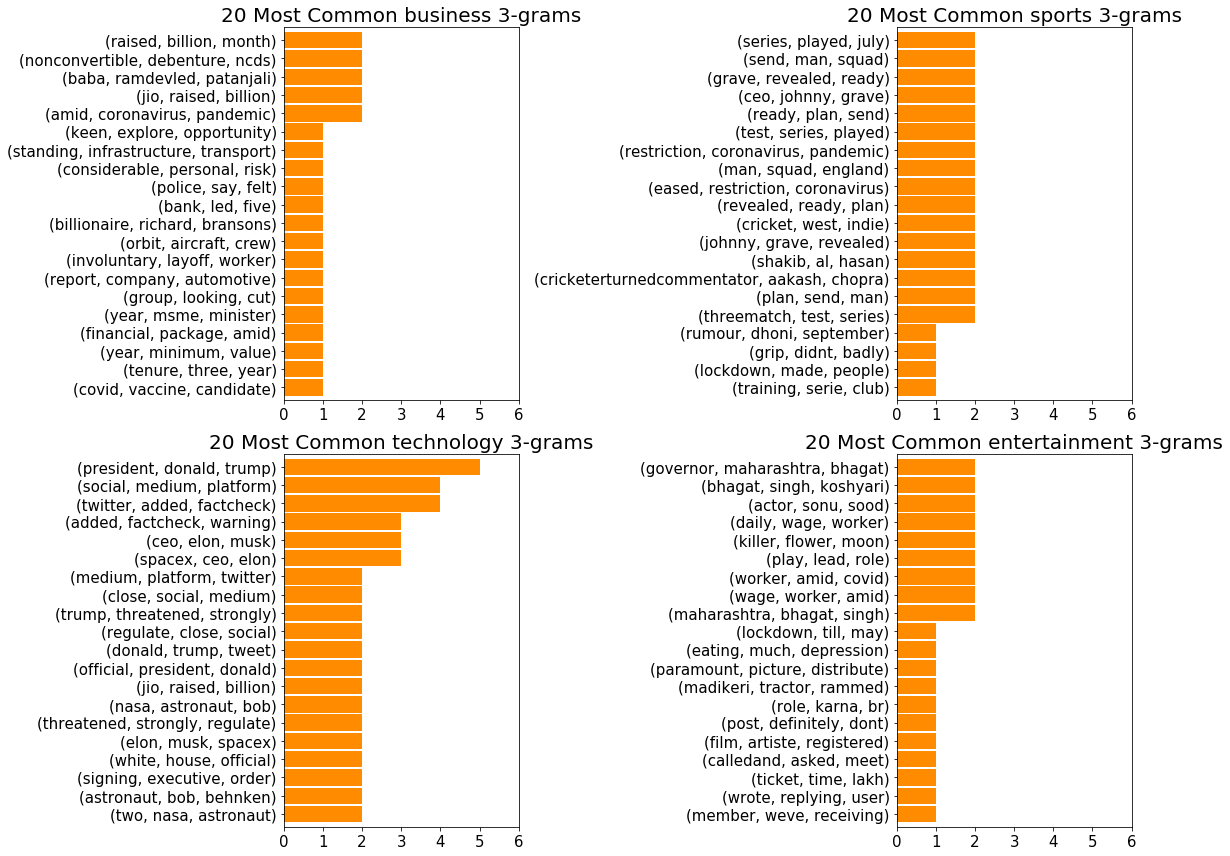 20 Most Common business 3-grams
(raised, billion, month)
(nonconvertible, debenture, ncds)
(baba, ramdevled, patanjali)
(jio, raised, billion)
(amid, coronavirus, pandemic)
(keen, explore, opportunity)
(standing, infrastructure, transport)
(considerable, personal, risk)
(police, say, felt)
(bank, led, five)
(billionaire, richard, bransons)
(orbit, aircraft, crew)
(involuntary, layoff, worker)
(report, company, automotive)
(group, looking, cut)
(year, msme, minister)
(financial, package, amid)
(year, minimum, value)
(tenure, three, year)
(covid, vaccine, candidate)
0 1 2 3 4 5 6
20 Most Common sports 3-grams
(series, played, july)
(send, man, squad)
(grave, revealed, ready)
(ceo, johnny, grave)
(ready, plan, send)
(test, series, played)
(restriction, coronavirus, pandemic)
(man, squad, england)
(eased, restriction, coronavirus)
(revealed, ready, plan)
(cricket, west, indie)
(johnny, grave, revealed)
(shakib, al, hasan)
(cricketerturnedcommentator, aakash, chopra)
(plan, send, man)
(threematch, test, series)
(rumour, dhoni, september)
(grip, didnt, badly)
(lockdown, made, people)
(training, serie, club)
0 1 2 3 4 5 6
20 Most Common technology 3-grams
(president, donald, trump)
(social, medium, platform)
(twitter, added, factcheck)
(added, factcheck, warning)
(ceo, elon, musk)
(spacex, ceo, elon)
(medium, platform, twitter)
(close, social, medium)
(trump, threatened, strongly)
(regulate, close, social)
(donald, trump, tweet)
(official, president, donald)
(jio, raised, billion)
(nasa, astronaut, bob)
(threatened, strongly, regulate)
(elon, musk, spacex)
(white, house, official)
(signing, executive, order)
(astronaut, bob, behnken)
(two, nasa, astronaut)
0 1 2 3 4 5 6
20 Most Common entertainment 3-grams
(governor, maharashtra, bhagat)
(bhagat, singh, koshyari)
(actor, sonu, sood)
(daily, wage, worker)
(killer, flower, moon)
(play, lead, role)
(worker, amid, covid)
(wage, worker, amid)
(maharashtra, bhagat, singh)
(lockdown, till, may)
(eating, much, depression)
(paramount, picture, distribute)
(madikeri, tractor, rammed)
(role, karna, br)
(post, definitely, dont)
(film, artiste, registered)
(calledand, asked, meet)
(ticket, time, lakh)
(wrote, replying, user)
(member, weve, receiving)
0 1 2 3 4 5 6